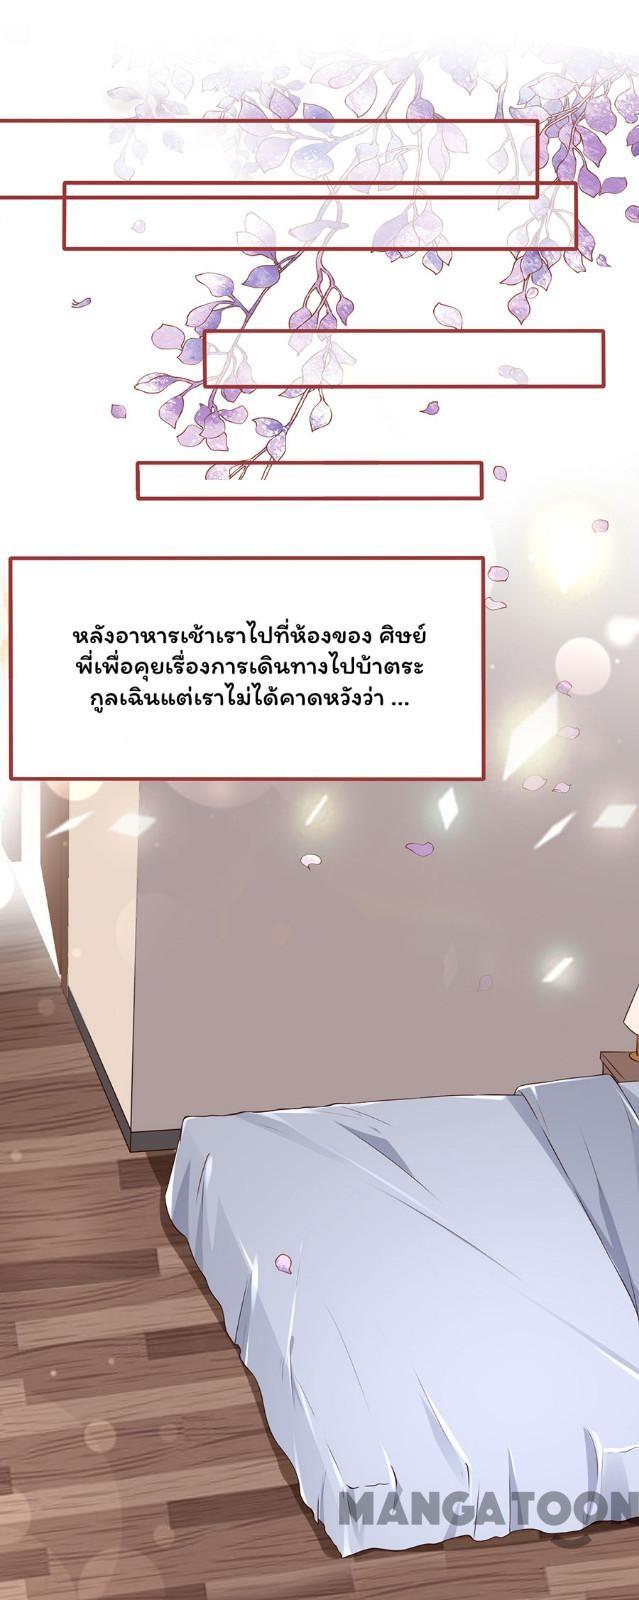 หลังอาหารเช้าเราไปที่ห้องของ ศิษย์
พี่เพื่อคุยเรื่องการเดินทางไปบ้าตระ
กูลเฉินแต่เราไม่ได้คาดหวังว่า ...
MANGATOON